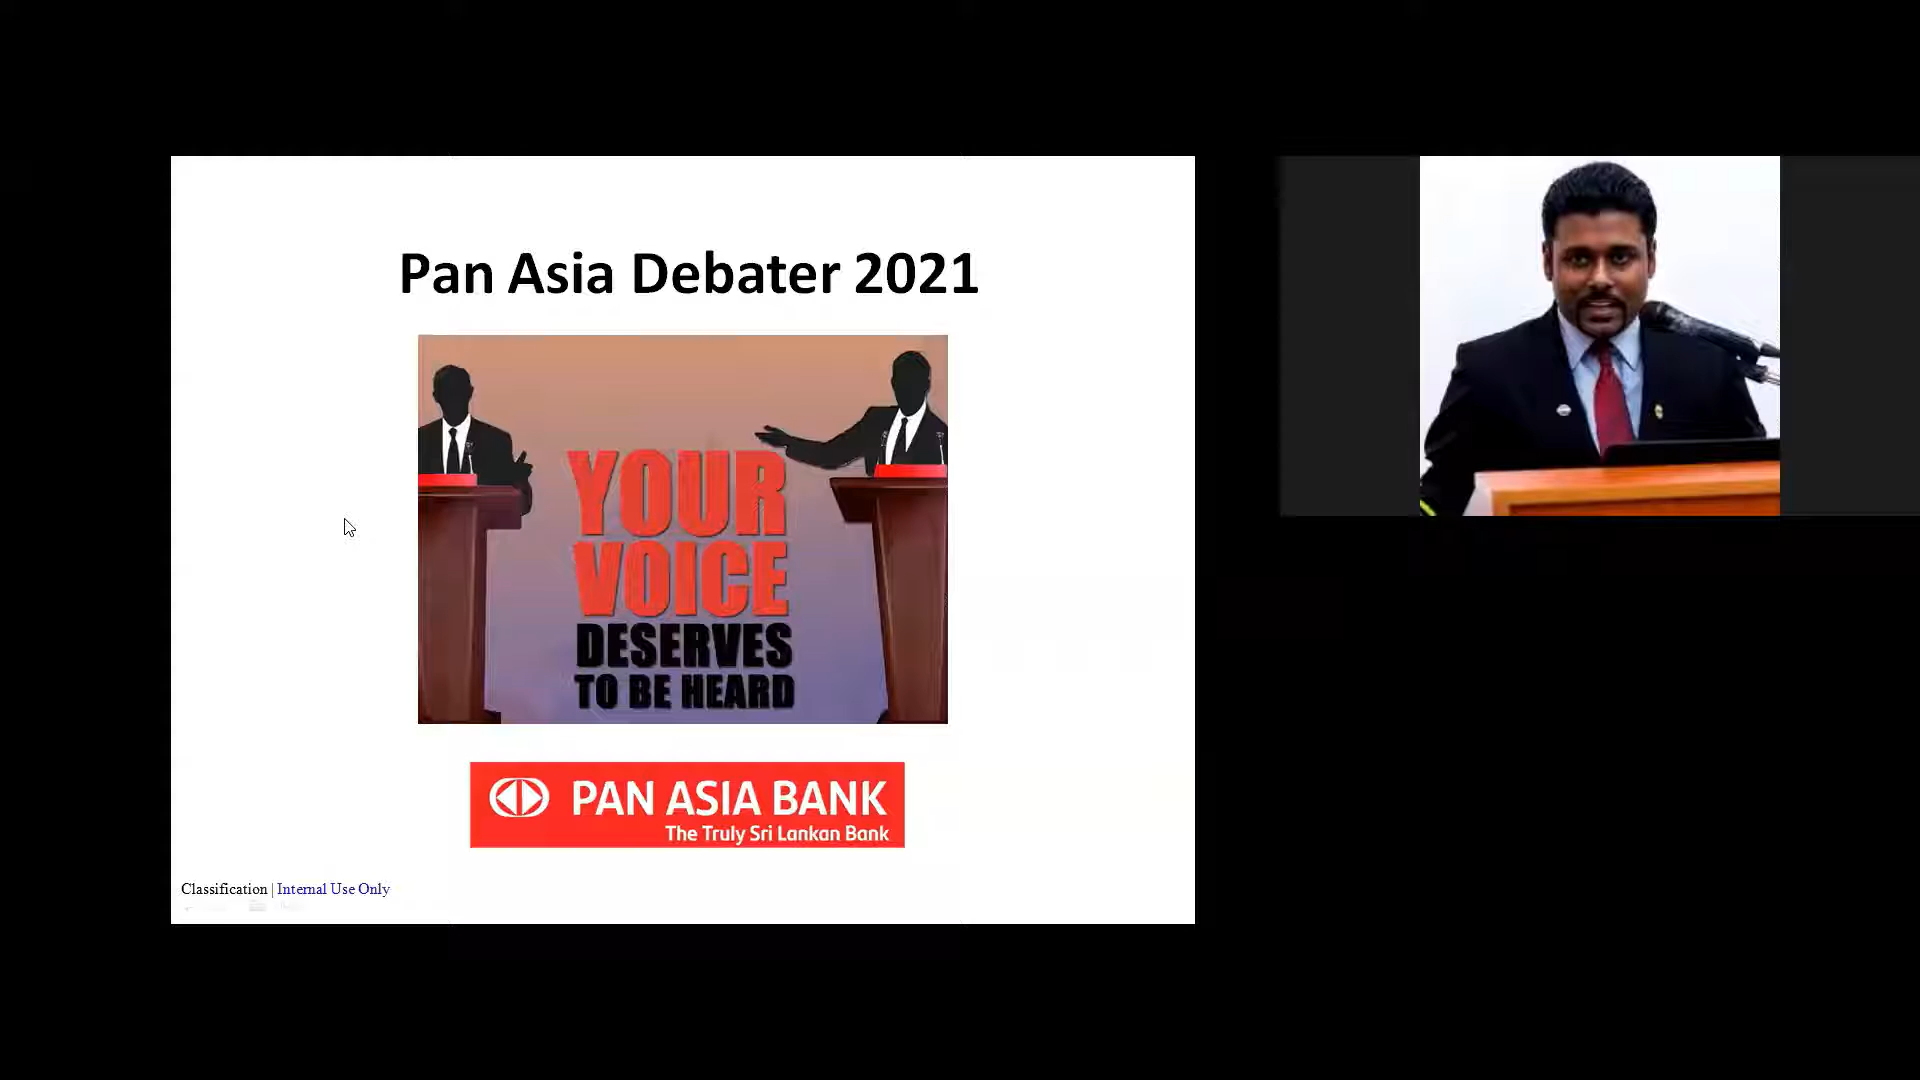 Pan Asia Debater 2021
YOUR
VOICE
DESERVES
TO BE HEARD
PAN ASIA BANK
The Truly Sri Lankan Bank
Classification | Internal Use Only